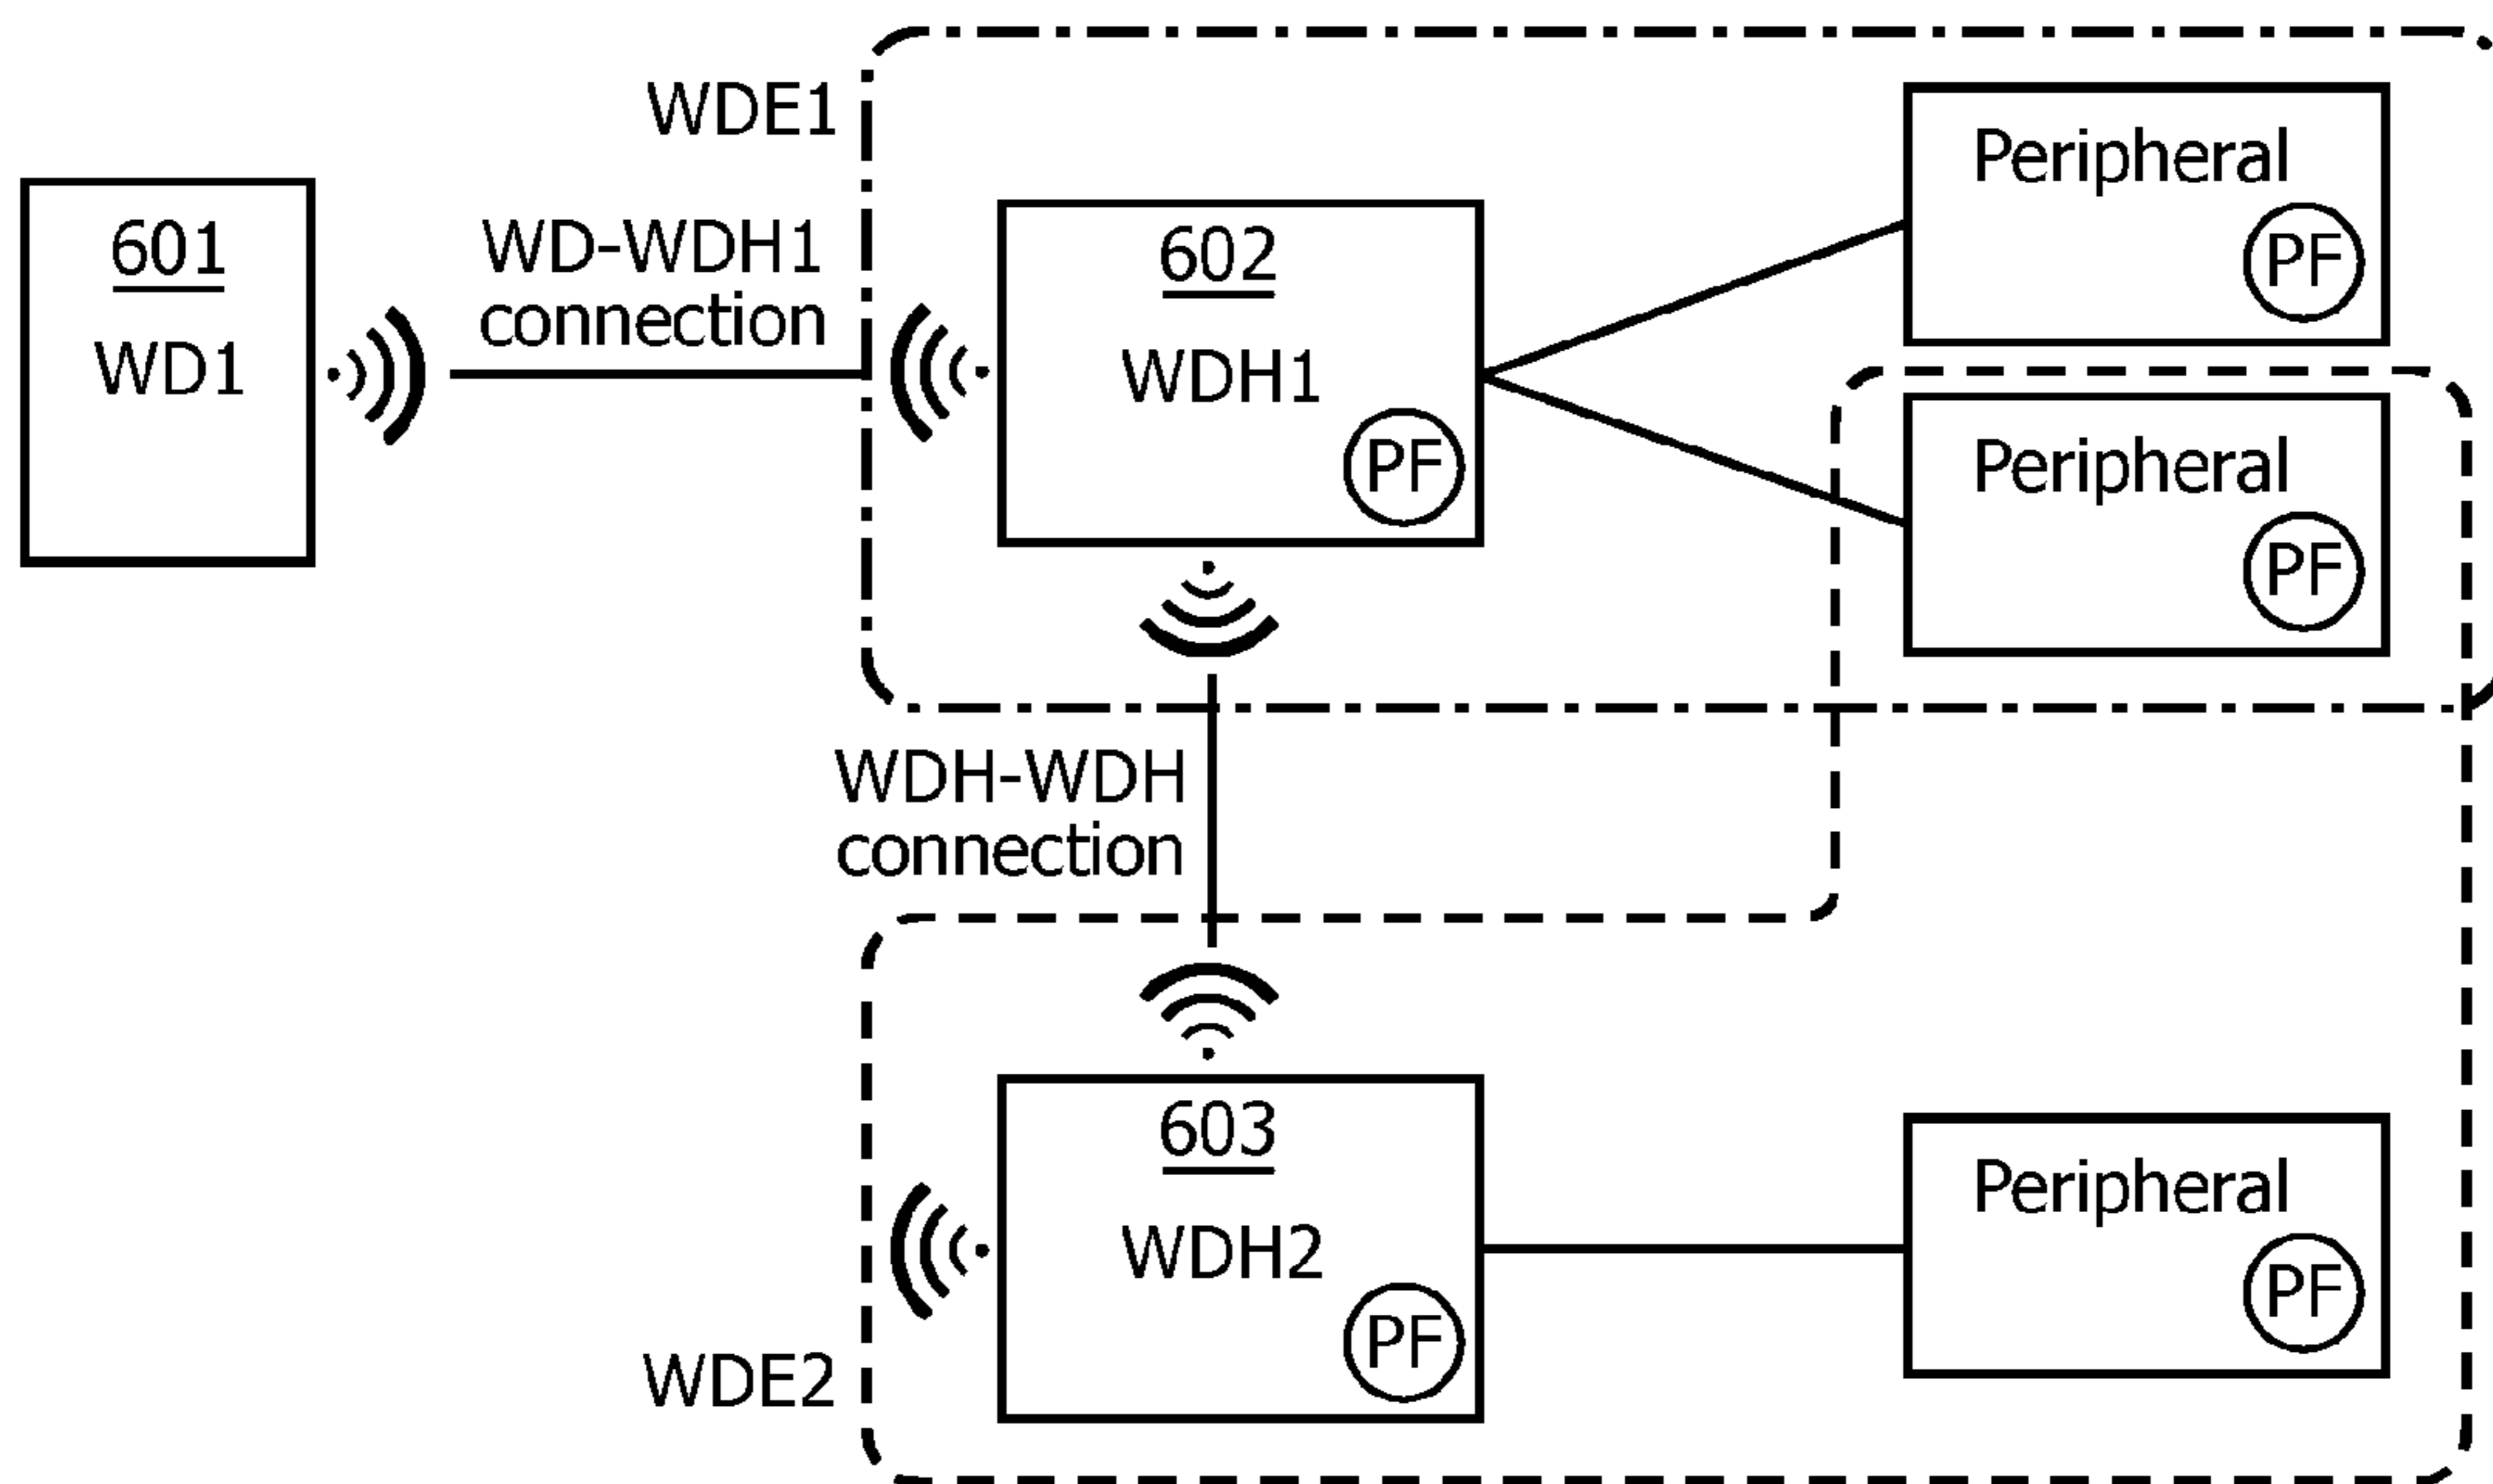 WDE1
601
WD1
WD-WDH1
connection
602
WDH1
PF
Peripheral
PF
Peripheral
PF
WDH-WDH
connection
603
WDH2
PF
Peripheral
PF
WDE2